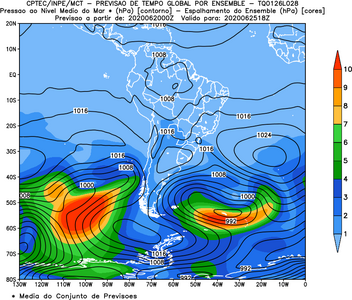 CPTEC/INPE/MCT - PREVISAO DE TEMPO GLOBAL POR ENSEMBLE - TQ0126L028
Pressao ao Nivel Medio do Mar * (hPa) [contorno] - Espalhamento do Ensemble (hPa) [cores]
Previsao a partir de: 2020062000Z Valido para: 2020062518Z
20N
10N
EQ
10S
20S
30S
40S
50S
60S
70S
80S
130W 120W 110W 100W 90W 80W 70W 60W 50W 40W 30W 20W 10W 0
1008
1008
1016
1016
1016
1016
1024
1016
1008
1008
1000
1000
992
1016
1008
992
10
9
8
7
6
5
4
3
2
1
* Media do Conjunto de Previsoes